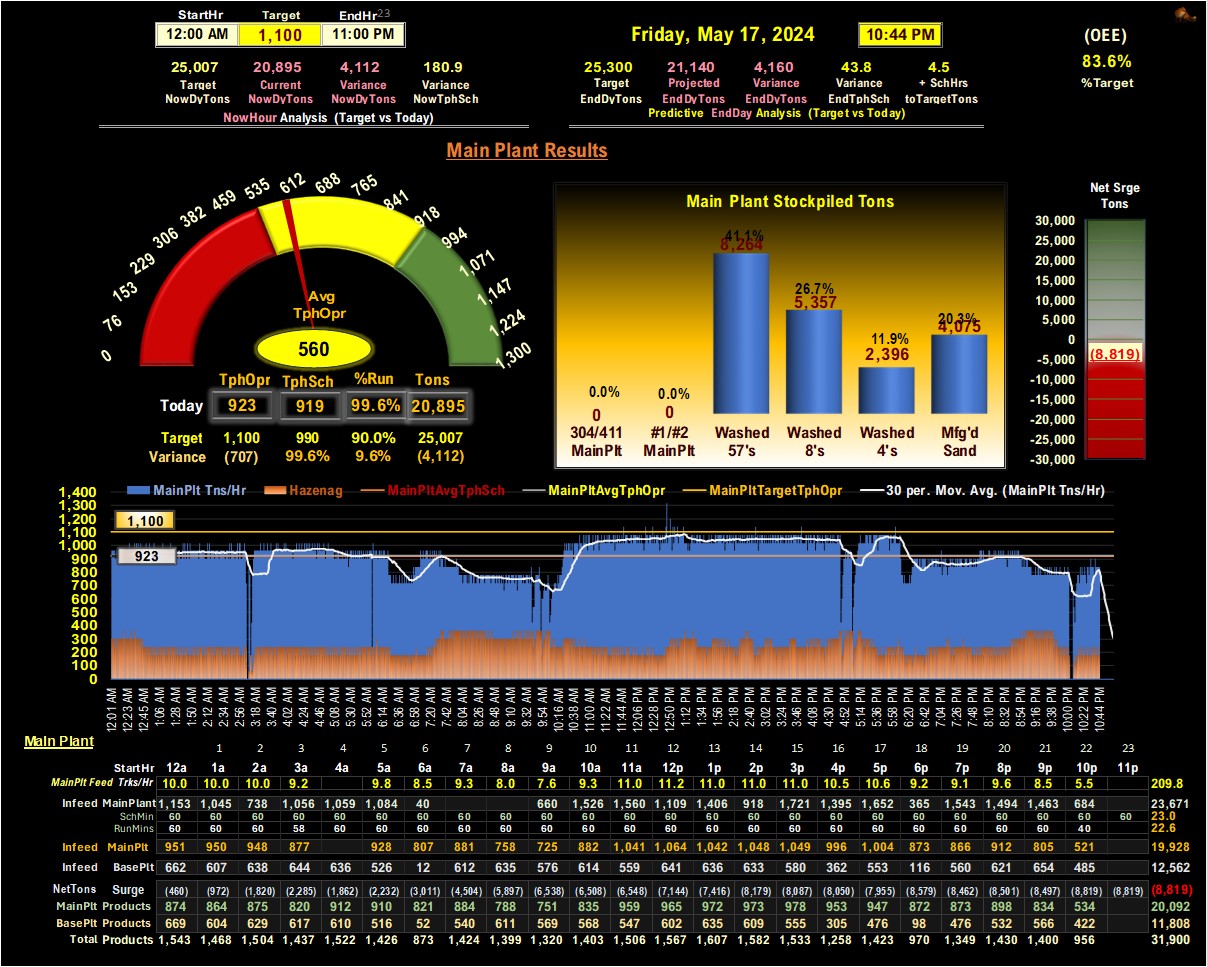 StartHr Target EndHr 23
12:00 AM 1,100 11:00 PM
Friday, May 17, 2024 10:44 PM
(OEE)
83.6%
%Target
25,007 20,895 4,112 180.9
Target Current Variance Variance
NowDyTons NowDyTons NowDyTons NowTphSch
NowHour Analysis (Target vs Today)
25,300 21,140 4,160 43.8 4.5
Target Projected Variance Variance + SchHrs
EndDyTons EndDyTons EndDyTons EndTphSch toTargetTons
Predictive EndDay Analysis (Target vs Today)
Main Plant Results
0 76 153 229 306 382 459 535 612 688 765 841 918 994 1,071 1,147 1,224 1,300
Avg
TphOpr
560
TphOpr TphSch %Run Tons
Today 923 919 99.6% 20,895
Target 1,100 990 90.0% 25,007
Variance (707) 99.6% 9.6% (4,112)
Main Plant Stockpiled Tons
0.0% 0.0% 41.1% 26.7% 11.9% 20.3%
0 0 8,264 5,357 2,396 4,075
304/411 #1/#2 Washed Washed Washed Mfg'd
MainPlt MainPlt 57's 8's 4's Sand
Net Srge
Tons
30,000
25,000
20,000
15,000
10,000
5,000
0
(8,819)
-5,000
-10,000
-15,000
-20,000
-25,000
-30,000
MainPlt Tns/Hr Hazenag MainPltAvgTphSch MainPltAvgTphOpr MainPltTargetTphOpr 30 per. Mov. Avg. (MainPlt Tns/Hr)
1,400
1,300
1,200
1,100
1,000
900
800
700
600
500
400
300
200
100
0
1,100
923
12:01 AM 12:23 AM 12:45 AM 1:06 AM 1:28 AM 1:50 AM 2:12 AM 2:34 AM 2:56 AM 3:18 AM 3:40 AM 4:02 AM 4:24 AM 4:46 AM 5:08 AM 5:30 AM 5:52 AM 6:14 AM 6:36 AM 6:58 AM 7:20 AM 7:42 AM 8:04 AM 8:26 AM 8:48 AM 9:10 AM 9:32 AM 9:54 AM 10:16 AM 10:38 AM 11:00 AM 11:22 AM 11:44 AM 12:06 PM 12:28 PM 12:50 PM 1:12 PM 1:34 PM 1:56 PM 2:18 PM 2:40 PM 3:02 PM 3:24 PM 3:46 PM 4:08 PM 4:30 PM 4:52 PM 5:14 PM 5:36 PM 5:58 PM 6:20 PM 6:42 PM 7:04 PM 7:26 PM 7:48 PM 8:10 PM 8:32 PM 8:54 PM 9:16 PM 9:38 PM 10:00 PM 10:22 PM 10:44 PM
Main Plant
1 2 3 4 5 6 7 8 9 10 11 12 13 14 15 16 17 18 19 20 21 22 23
StartHr 12a 1a 2a 3a 4a 5a 6a 7a 8a 9a 10a 11a 12p 1p 2p 3p 4p 5p 6p 7p 8p 9p 10p 11p
MainPlt Feed Trks/Hr 10.0 10.0 10.0 9.2 9.8 8.5 9.3 8.0 7.6 9.3 11.0 11.2 11.0 11.0 11.0 10.5 10.6 9.2 9.1 9.6 8.5 5.5 209.8
Infeed MainPlant 1,153 1,045 738 1,056 1,059 1,084 40 660 1,526 1,560 1,109 1,406 918 1,721 1,395 1,652 365 1,543 1,494 1,463 684 23,671
SchMin 60 60 60 60 60 60 60 60 60 60 60 60 60 60 60 60 60 60 60 60 60 60 60 60 23.0
RunMins 60 60 60 58 60 60 60 60 60 60 60 60 60 60 60 60 60 60 60 60 60 60 40 22.6
Infeed MainPlt 951 950 948 877 928 807 881 758 725 882 1,041 1,064 1,042 1,048 1,049 996 1,004 873 866 912 805 521 19,928
Infeed BasePlt 662 607 638 644 636 526 12 612 635 576 614 559 641 636 633 580 362 553 116 560 621 654 485 12,562
NetTons Surge (460) (972) (1,820) (2,285) (1,862) (2,232) (3,011) (4,504) (5,897) (6,538) (6,508) (6,548) (7,144) (7,416) (8,179) (8,087) (8,050) (7,955) (8,579) (8,462) (8,501) (8,497) (8,819) (8,819) (8,819)
MainPlt Products 874 864 875 820 912 910 821 884 788 751 835 959 965 972 973 978 953 947 872 873 898 834 534 20,092
BasePlt Products 669 604 629 617 610 516 52 540 611 569 568 547 602 635 609 555 305 476 98 476 532 566 422 11,808
Total Products 1,543 1,468 1,504 1,437 1,522 1,426 873 1,424 1,399 1,320 1,403 1,506 1,567 1,607 1,582 1,533 1,258 1,423 970 1,349 1,430 1,400 956 31,900